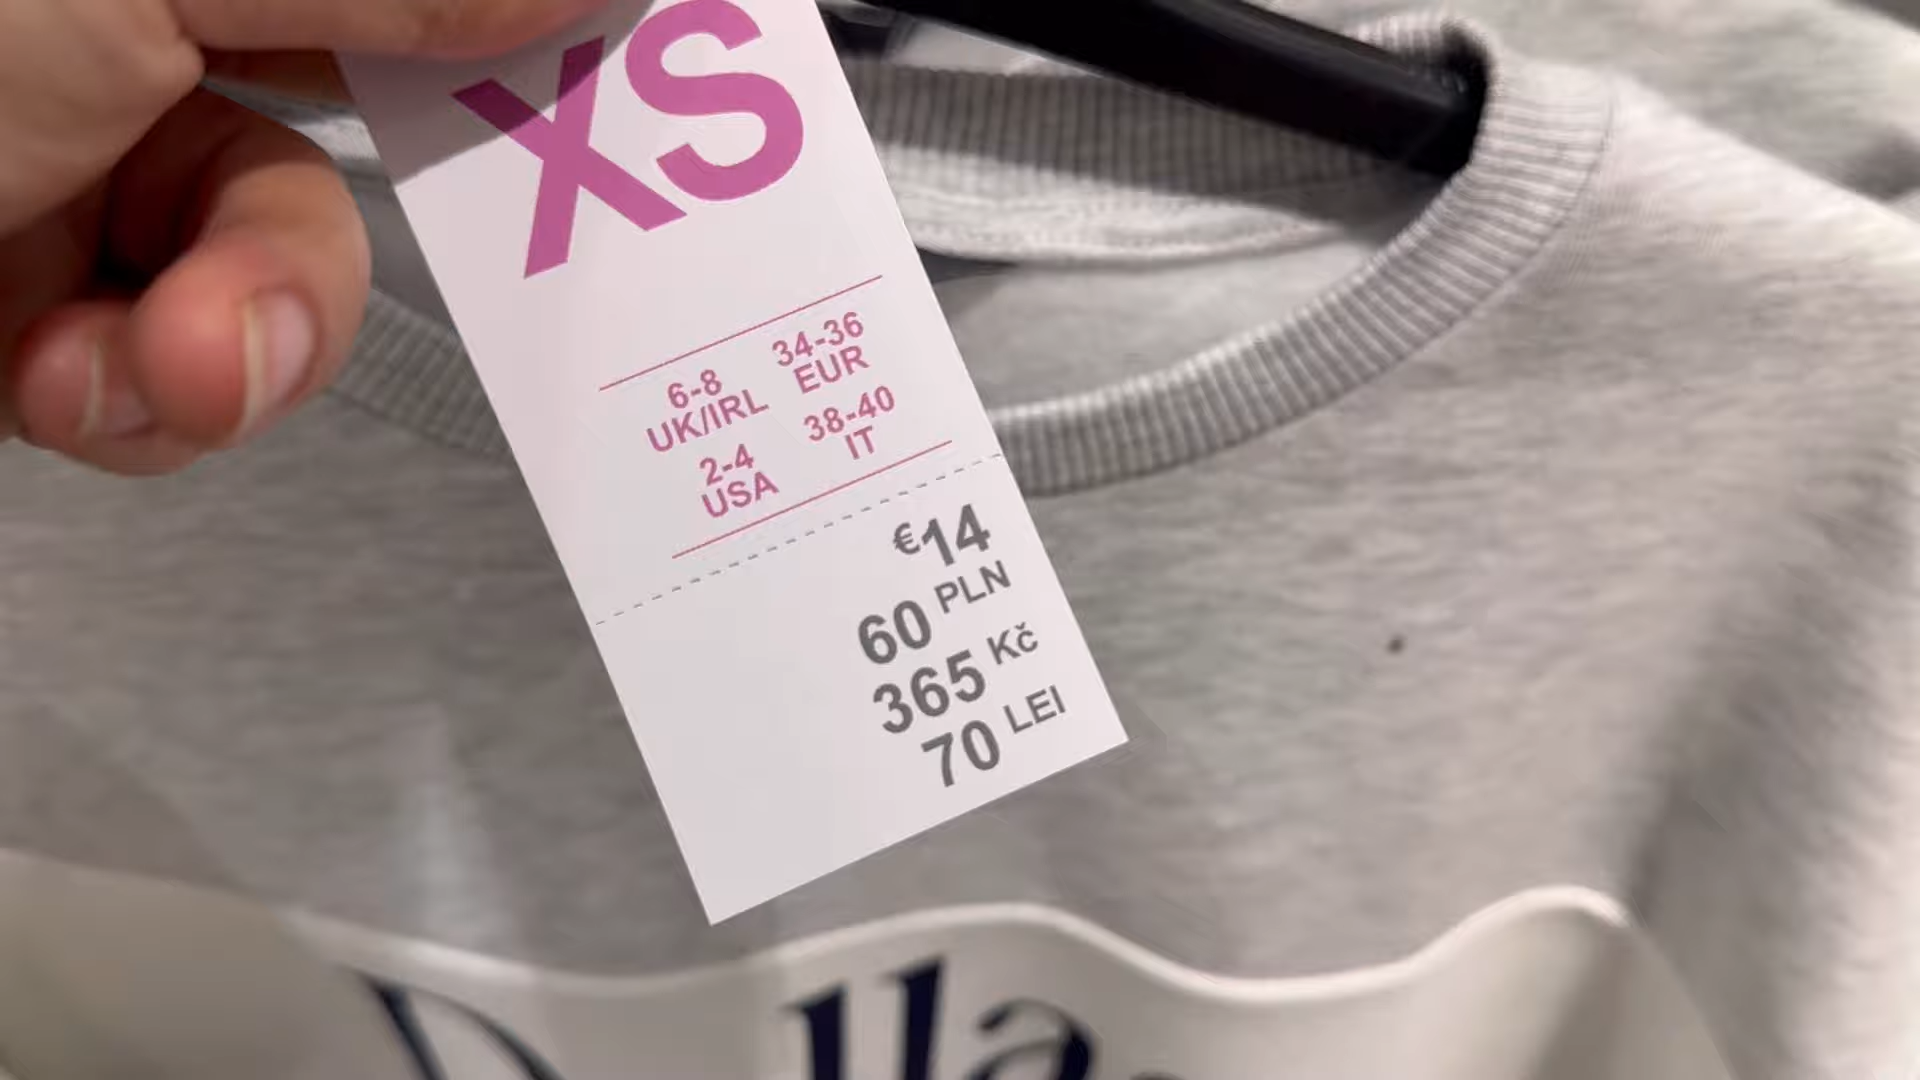 XS
6-8
UK/IRL
34-36
EUR
2-4
USA
38-40
IT
€14
60 PLN
365 Kč
70 LEI